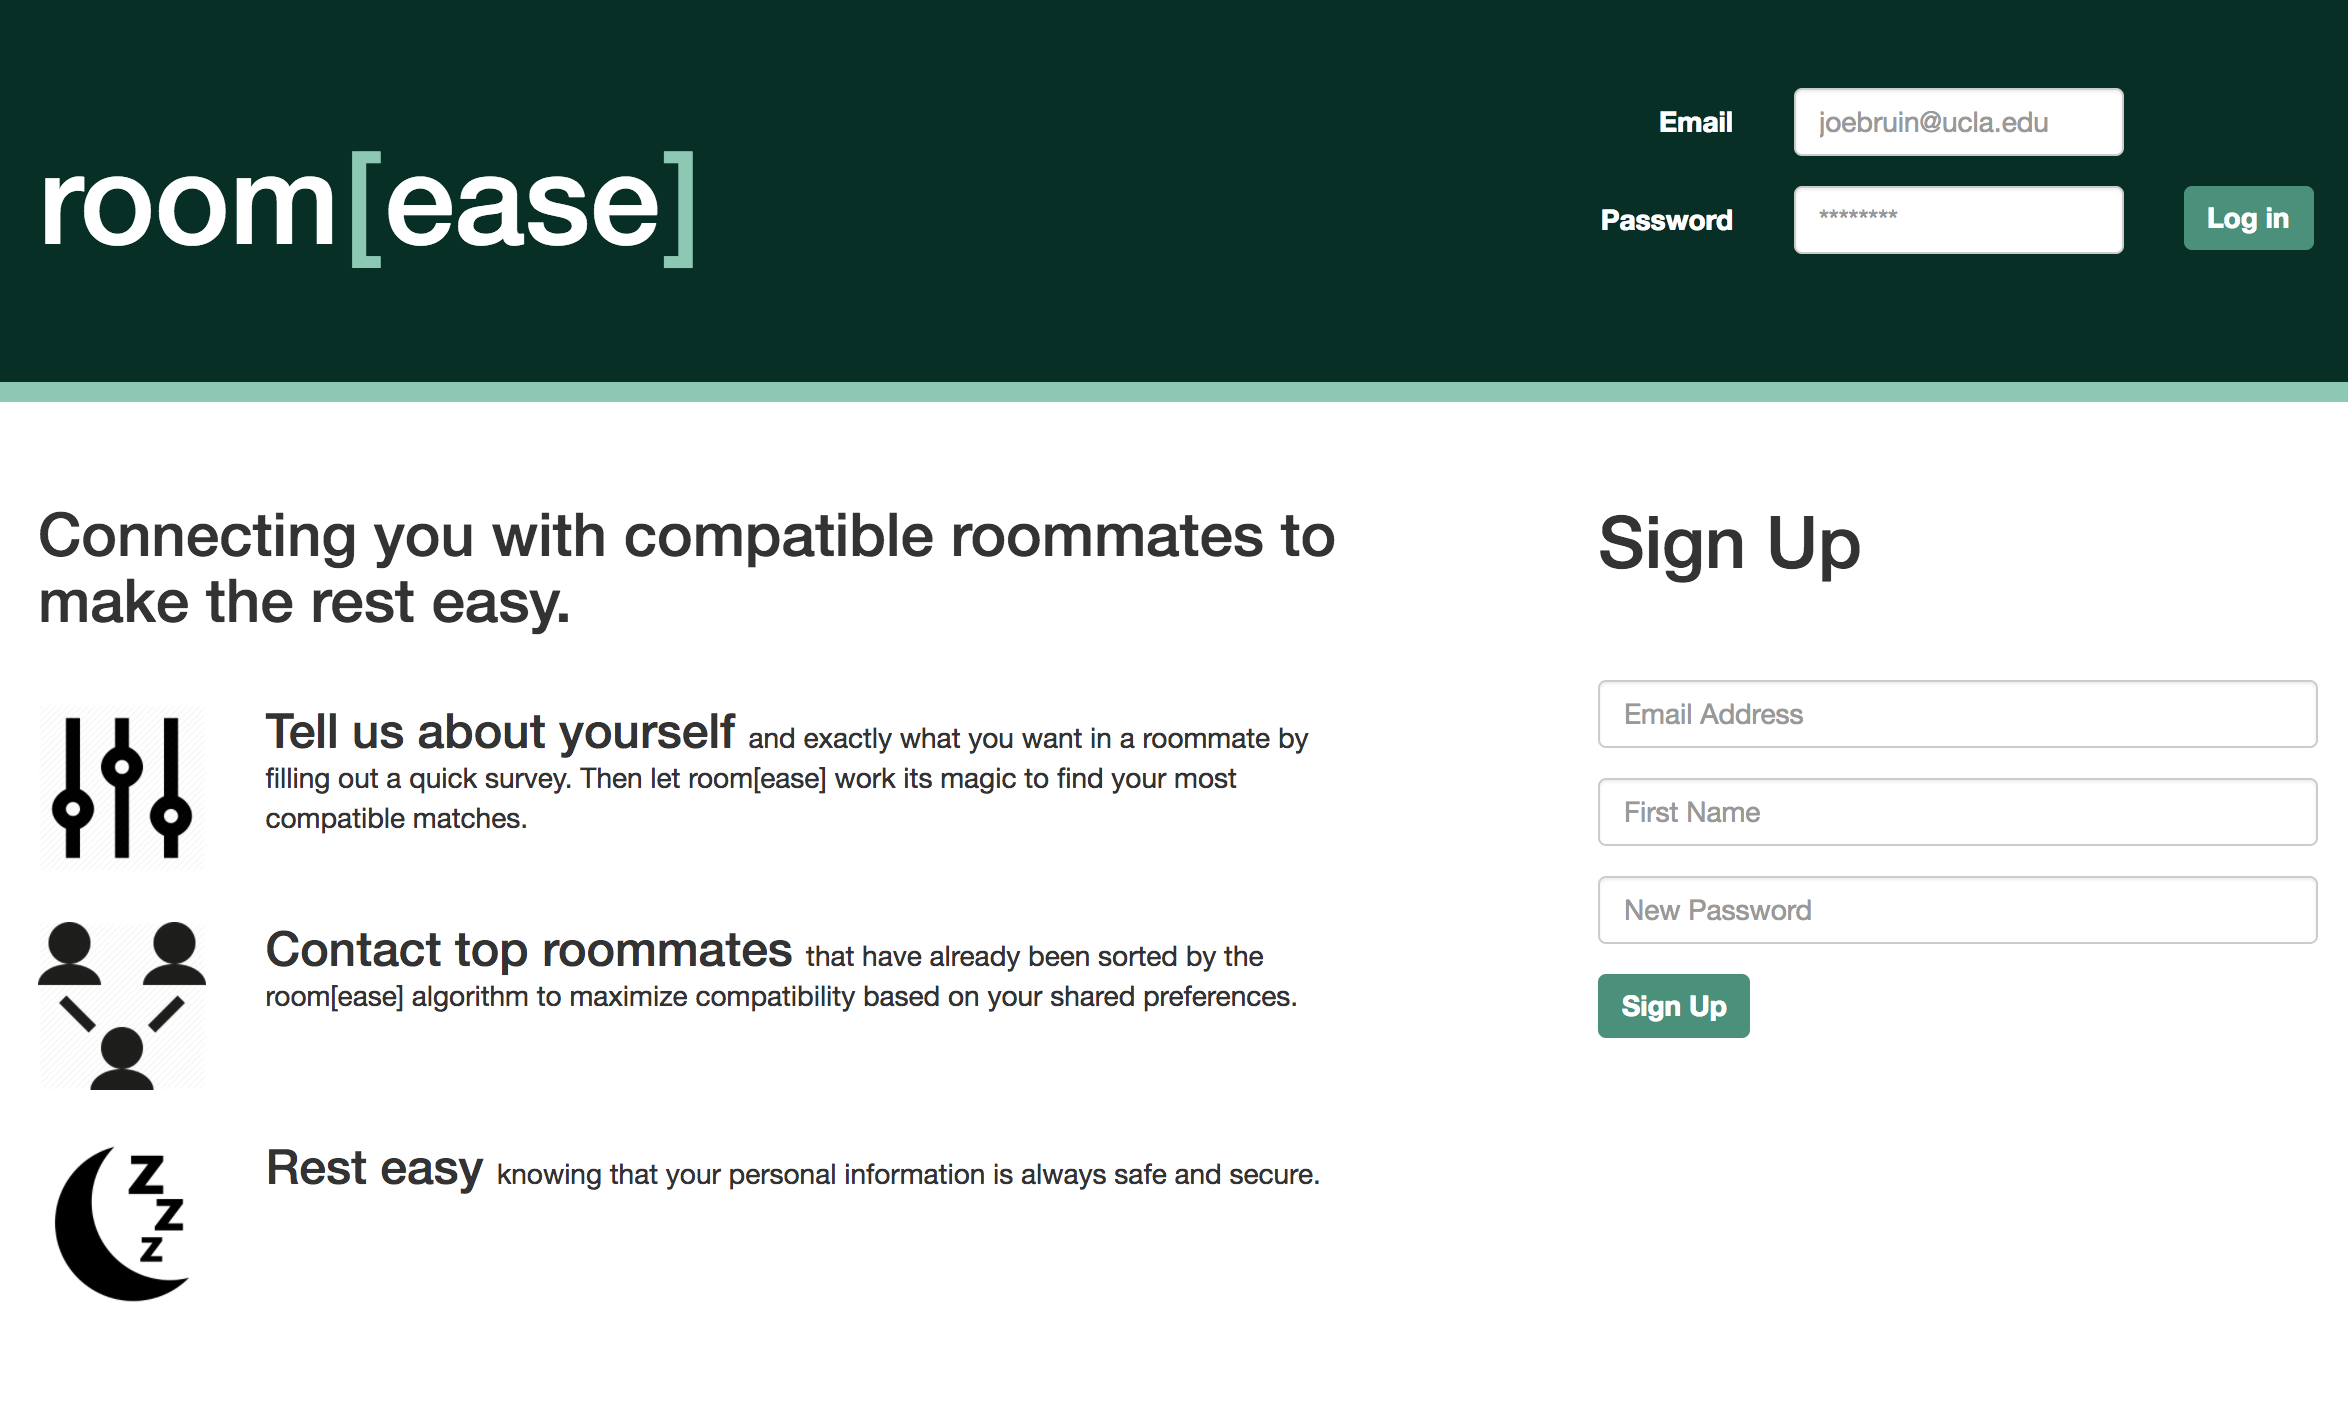 room[ease]
Email
joebruin@ucla.edu
Password
********
Log in
Connecting you with compatible roommates to
make the rest easy.
Tell us about yourself and exactly what you want in a roommate by
filling out a quick survey. Then let room[ease] work its magic to find your most
compatible matches.
Contact top roommates that have already been sorted by the
room[ease] algorithm to maximize compatibility based on your shared preferences.
z
z
z
Rest easy knowing that your personal information is always safe and secure.
Sign Up
Email Address
First Name
New Password
Sign Up